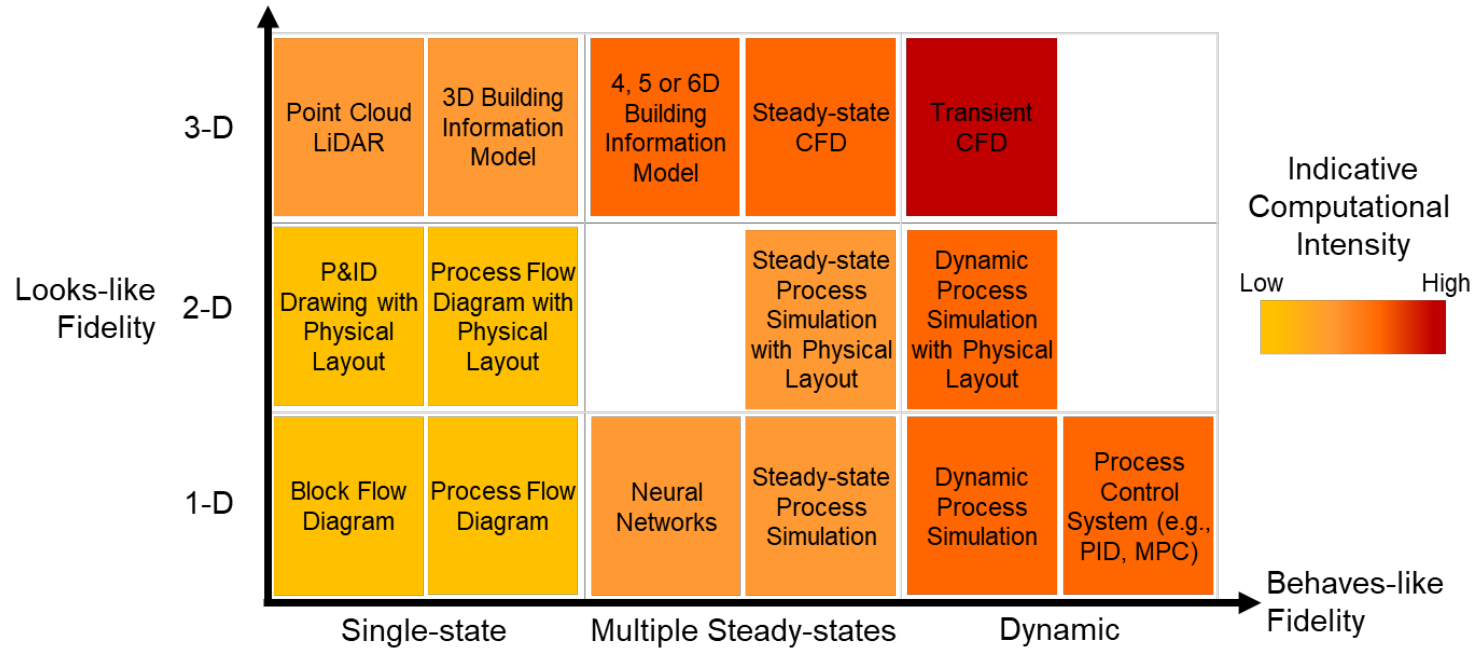 3-D
Point Cloud
LiDAR
3D Building
Information
Model
4, 5 or 6D
Building
Information
Model
Steady-state
CFD
Transient
CFD
Looks-like
Fidelity
2-D
P&ID
Drawing with
Physical
Layout
Process Flow
Diagram with
Physical
Layout
Steady-state
Process
Simulation
with Physical
Layout
Dynamic
Process
Simulation
with Physical
Layout
1-D
Block Flow
Diagram
Process Flow
Diagram
Neural
Networks
Steady-state
Process
Simulation
Dynamic
Process
Simulation
Process
Control
System (e.g.,
PID, MPC)
Indicative
Computational
Intensity
Low
High
Behaves-like
Fidelity
Single-state
Multiple Steady-states
Dynamic